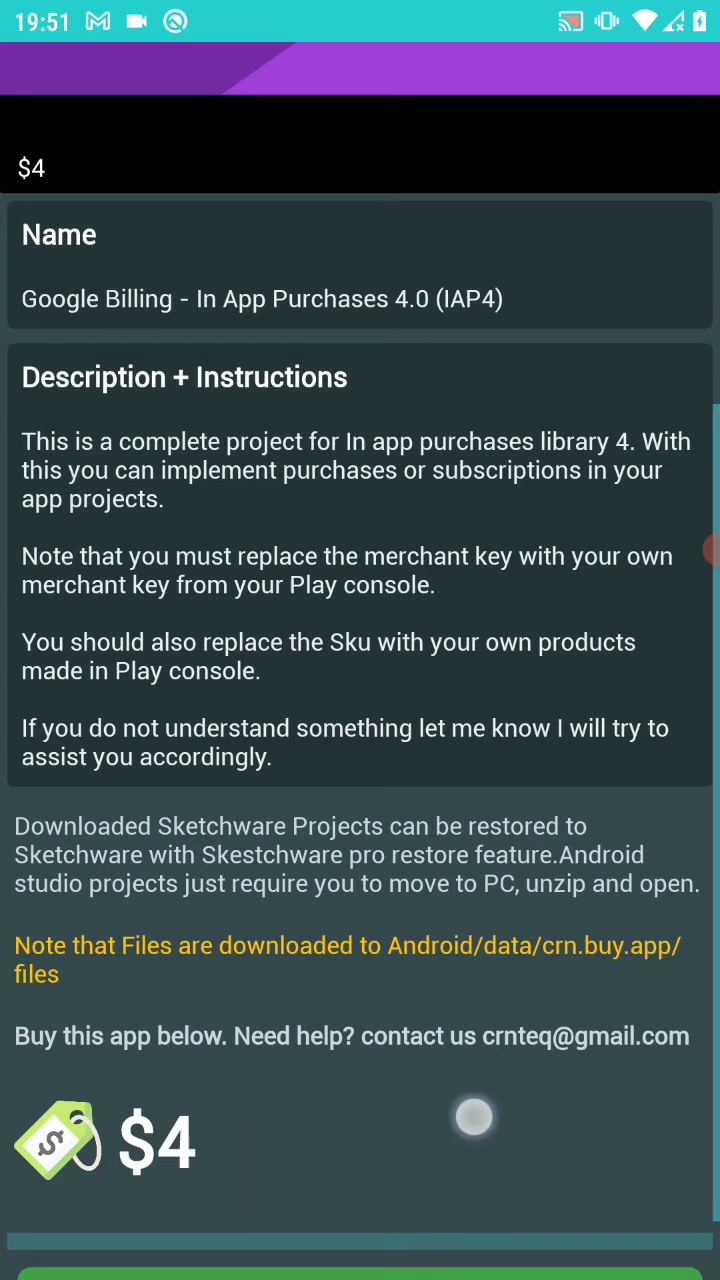 19:51
$4
Name
Google Billing - In App Purchases 4.0 (IAP4)
Description + Instructions
This is a complete project for In app purchases library 4. With
this you can implement purchases or subscriptions in your
app projects.
Note that you must replace the merchant key with your own
merchant key from your Play console.
You should also replace the Sku with your own products
made in Play console.
If you do not understand something let me know I will try to
assist you accordingly.
Downloaded Sketchware Projects can be restored to
Sketchware with Skestchware pro restore feature.Android
studio projects just require you to move to PC, unzip and open.
Note that Files are downloaded to Android/data/crn.buy.app/
files
Buy this app below. Need help? contact us crnteq@gmail.com
$ $4